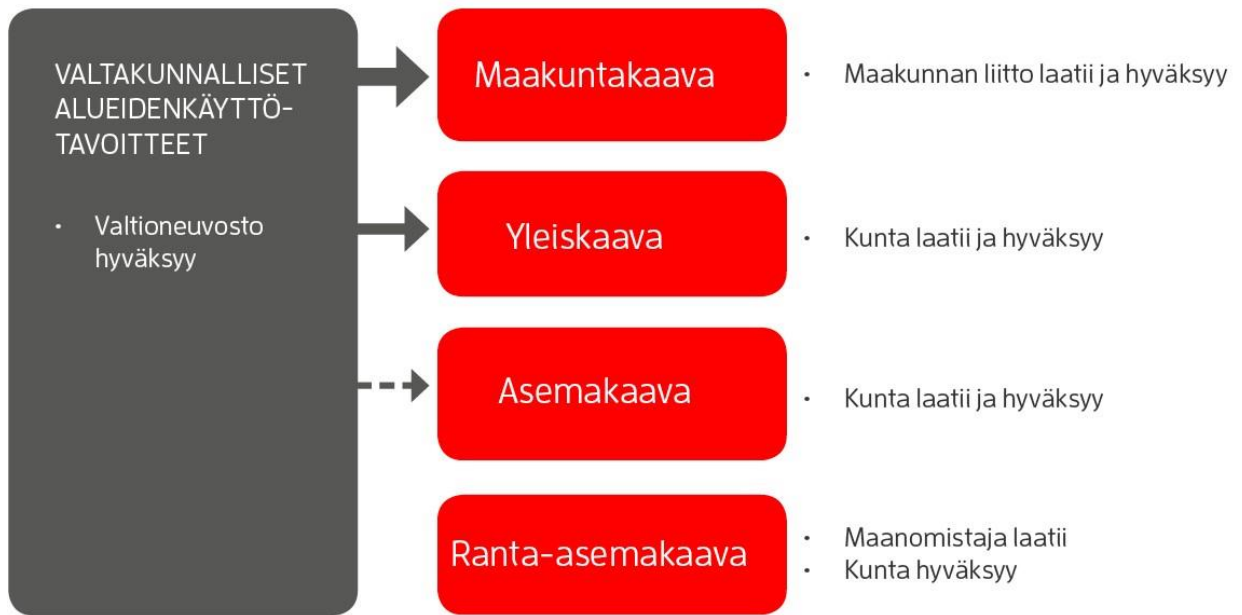 VALTAKUNNALLISET
ALUEIDENKÄYTTÖ-
TAVOITTEET
• Valtioneuvosto
hyväksyy
Maakuntakaava
• Maakunnan liitto laatii ja hyväksyy
Yleiskaava
• Kunta laatii ja hyväksyy
Asemakaava
• Kunta laatii ja hyväksyy
Ranta-asemakaava
• Maanomistaja laatii
• Kunta hyväksyy